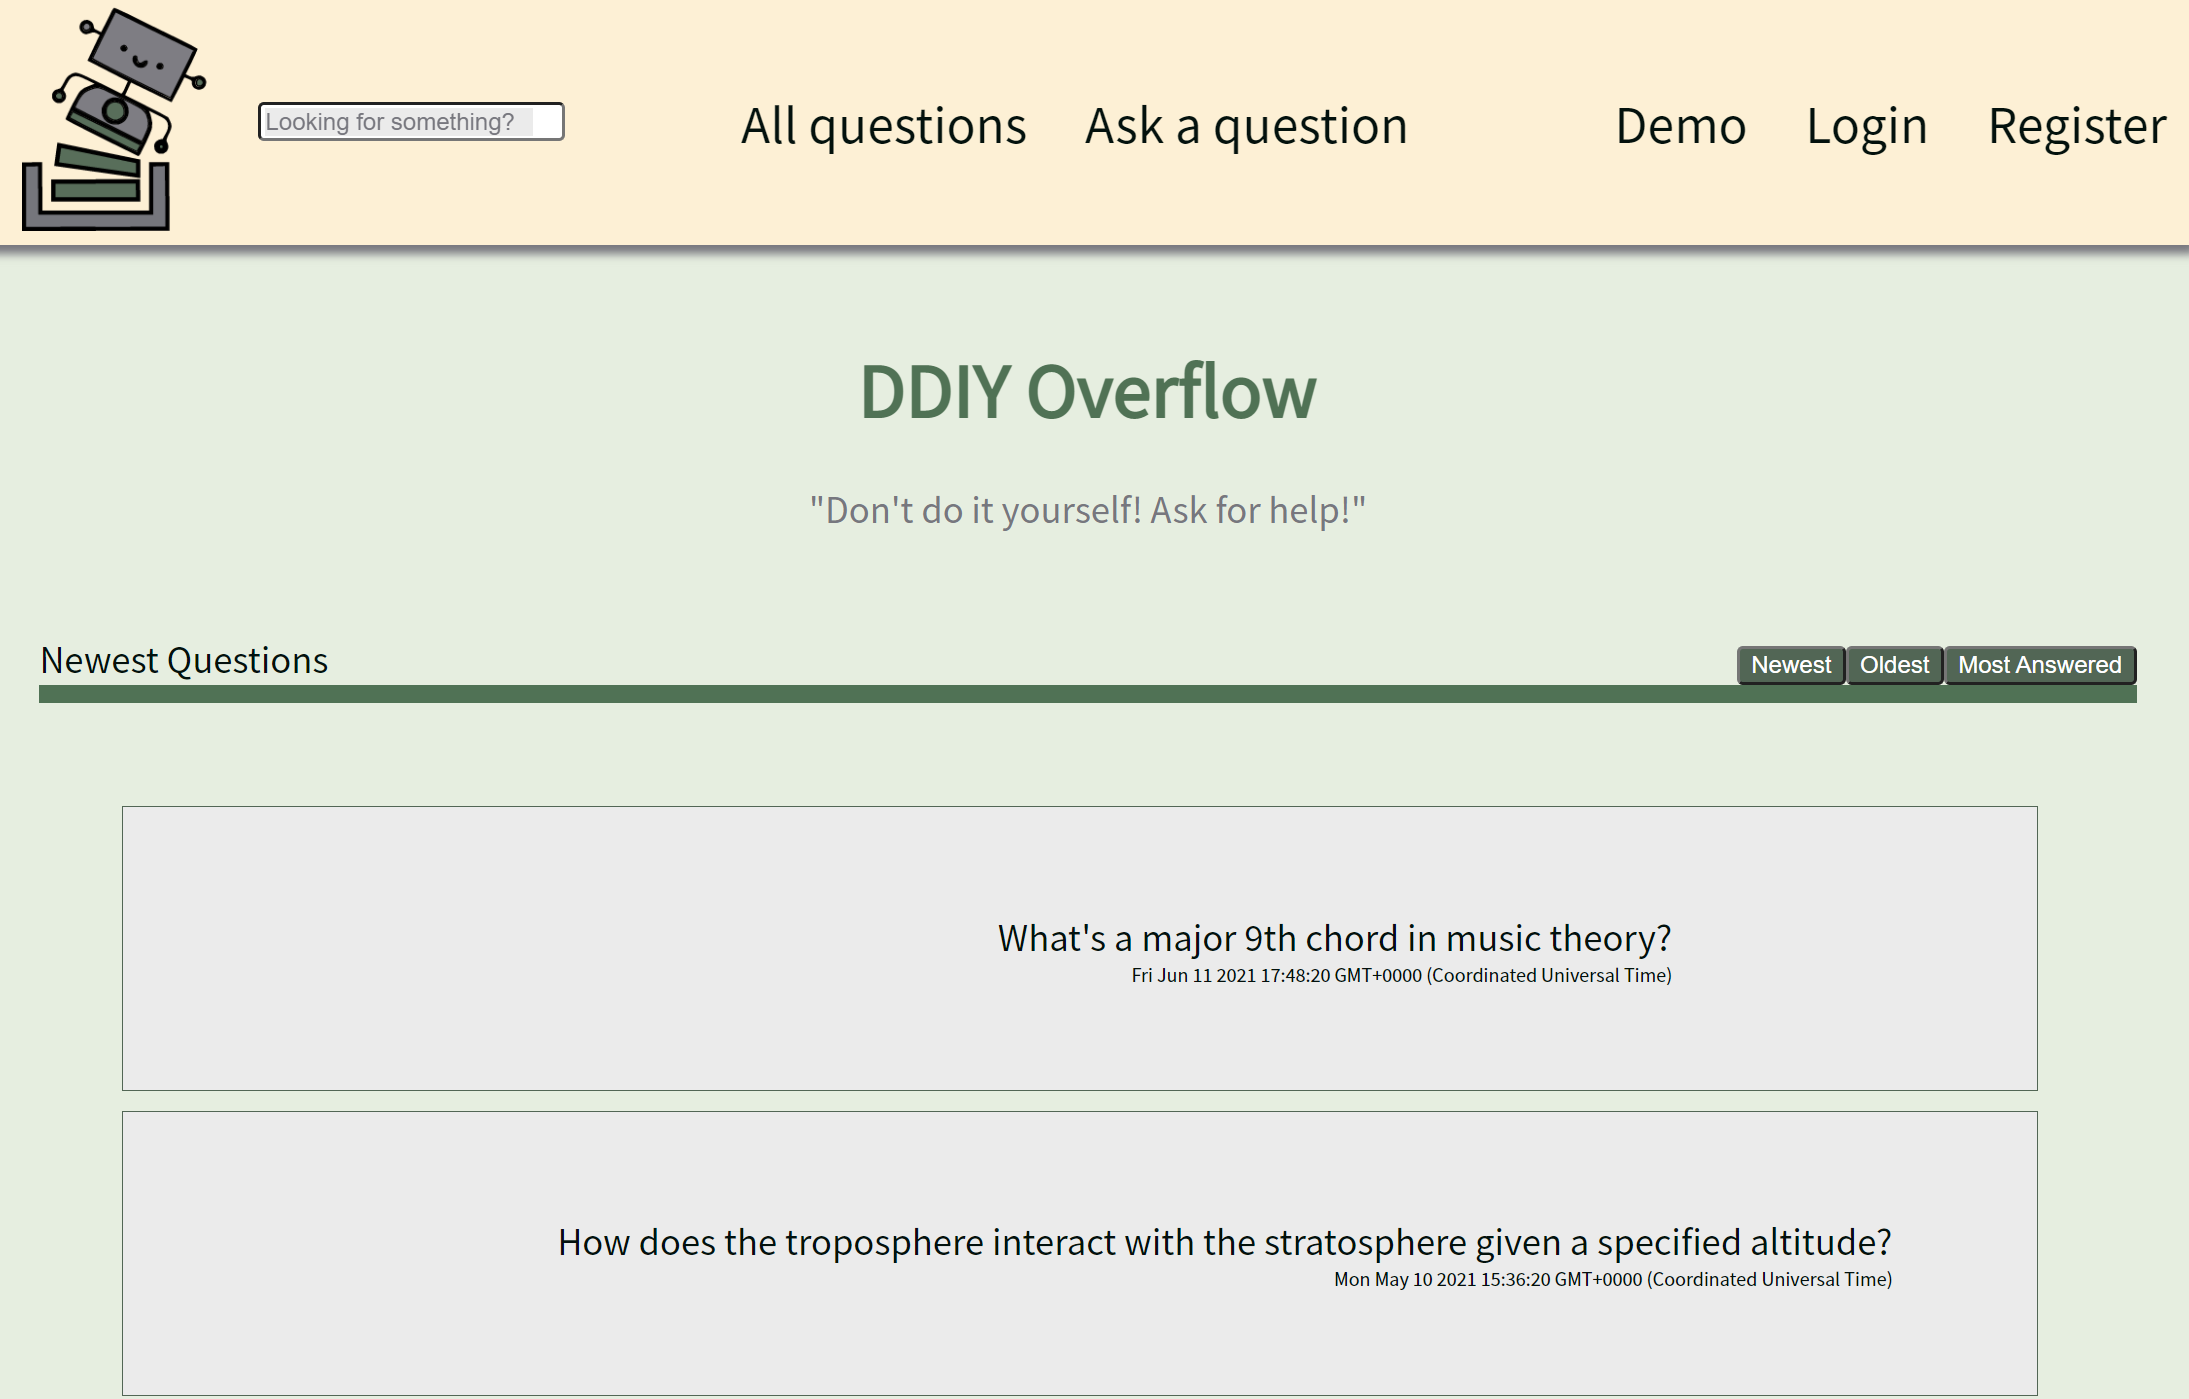 Looking for something?
All questions
Ask a question
Demo
Login
Register
DDIY Overflow
"Don't do it yourself! Ask for help!"
Newest Questions
Newest
Oldest
Most Answered
What's a major 9th chord in music theory?
Fri Jun 11 2021 17:48:20 GMT+0000 (Coordinated Universal Time)
How does the troposphere interact with the stratosphere given a specified altitude?
Mon May 10 2021 15:36:20 GMT+0000 (Coordinated Universal Time)